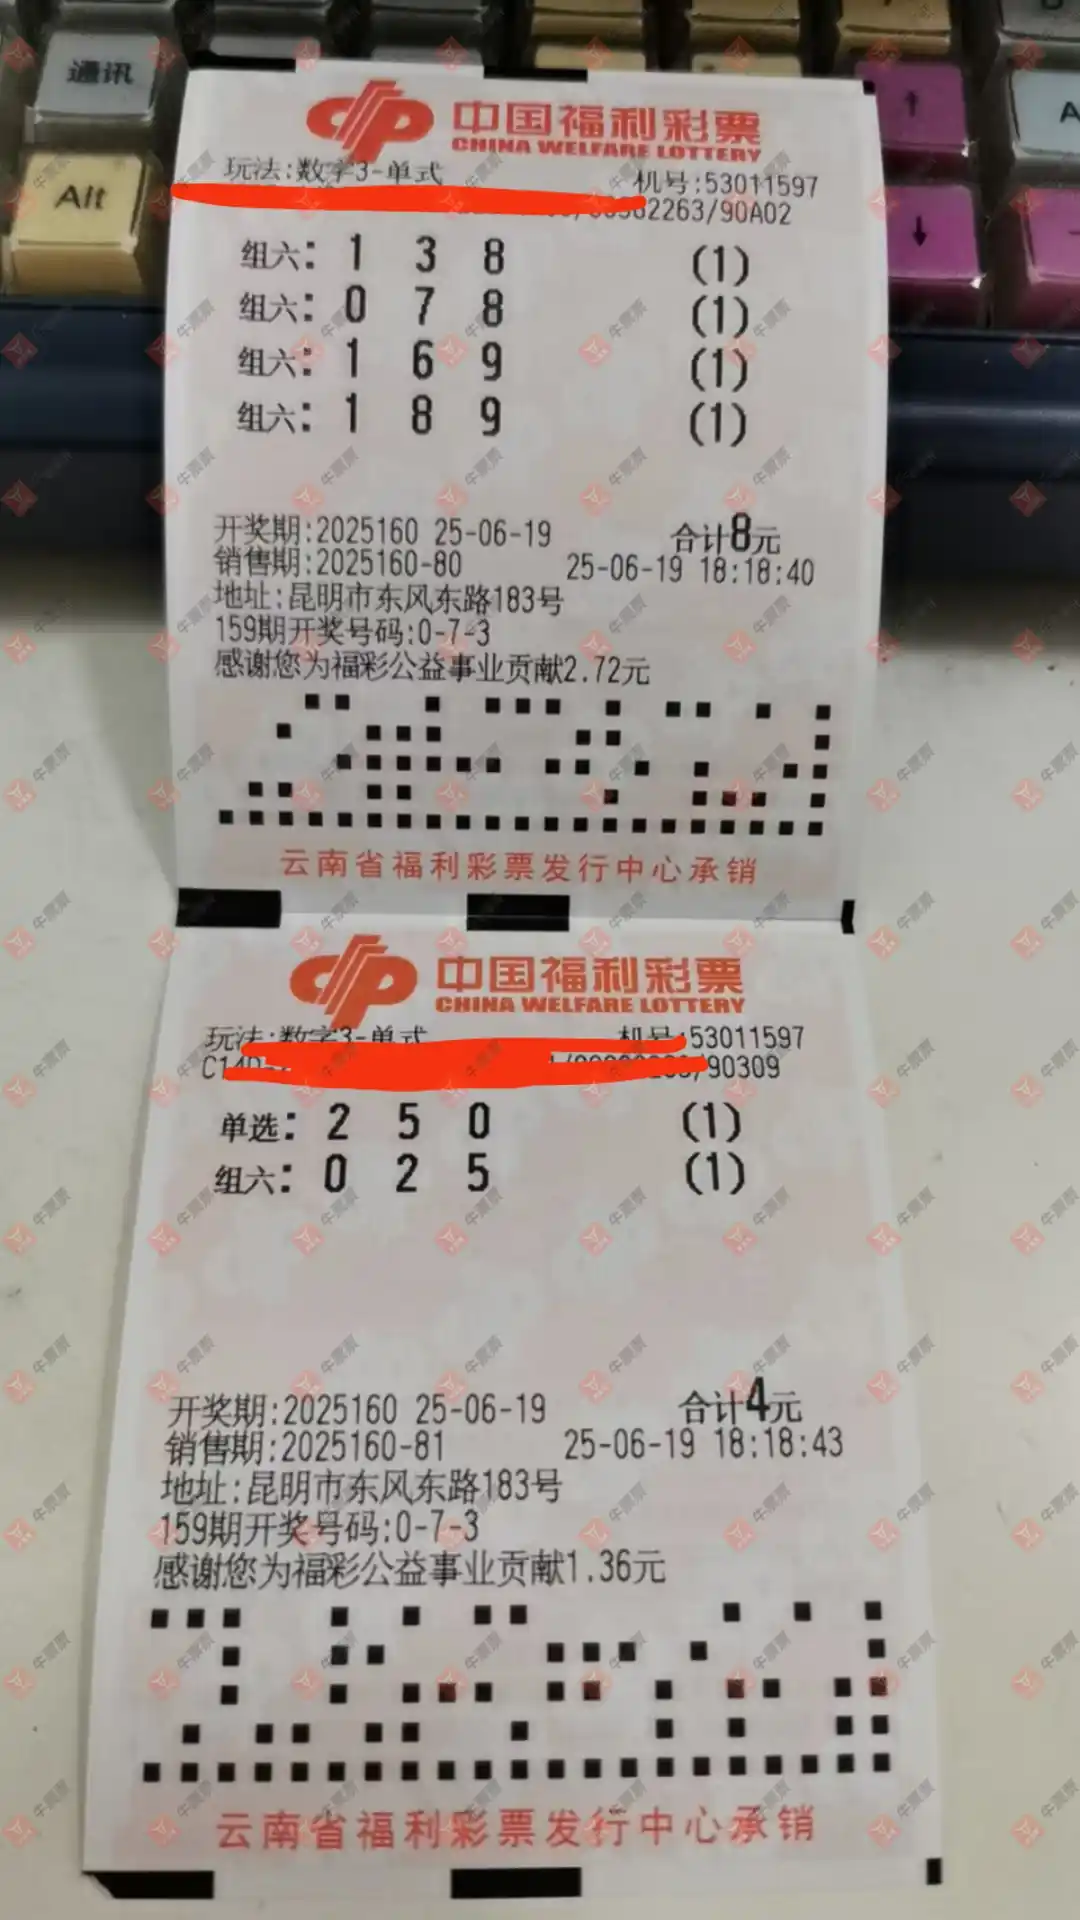 通讯
Alt
↑
A
↓
中国福利彩票
CHINA WELFARE LOTTERY
玩法:数字3-单式
机号:53011597
2263/90A02
组六: 1 3 8 (1)
组六: 0 7 8 (1)
组六: 1 6 9 (1)
组六: 1 8 9 (1)
开奖期:2025160 25-06-19 合计8元
销售期:2025160-80 25-06-19 18:18:40
地址:昆明市东风东路183号
159期开奖号码:0-7-3
感谢您为福彩公益事业贡献2.72元
云南省福利彩票发行中心承销
中国福利彩票
CHINA WELFARE LOTTERY
玩法:数字3-单式 机号:53011597
/90309
单选: 2 5 0 (1)
组六: 0 2 5 (1)
开奖期:2025160 25-06-19 合计4元
销售期:2025160-81 25-06-19 18:18:43
地址:昆明市东风东路183号
159期开奖号码:0-7-3
感谢您为福彩公益事业贡献1.36元
云南省福利彩票发行中心承销
牛票票